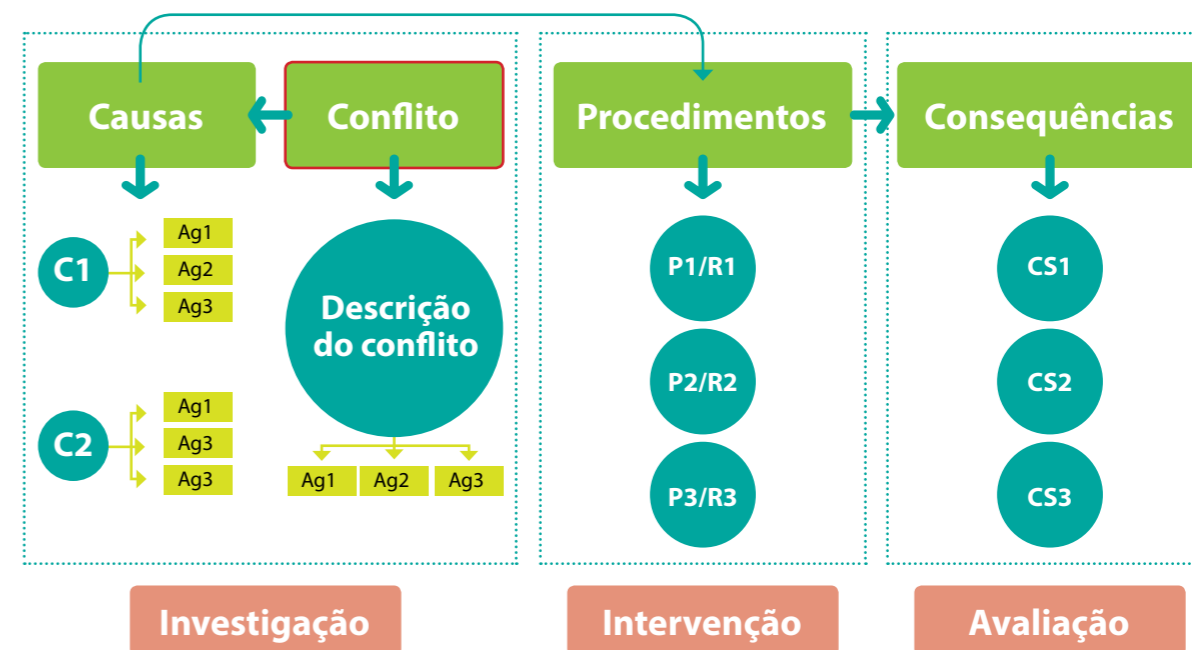 Causas
Conflito
Procedimentos
Consequências
C1
Ag1
Ag2
Ag3
C2
Ag1
Ag3
Ag3
Descrição
do conflito
Ag1
Ag2
Ag3
P1/R1
P2/R2
P3/R3
CS1
CS2
CS3
Investigação
Intervenção
Avaliação